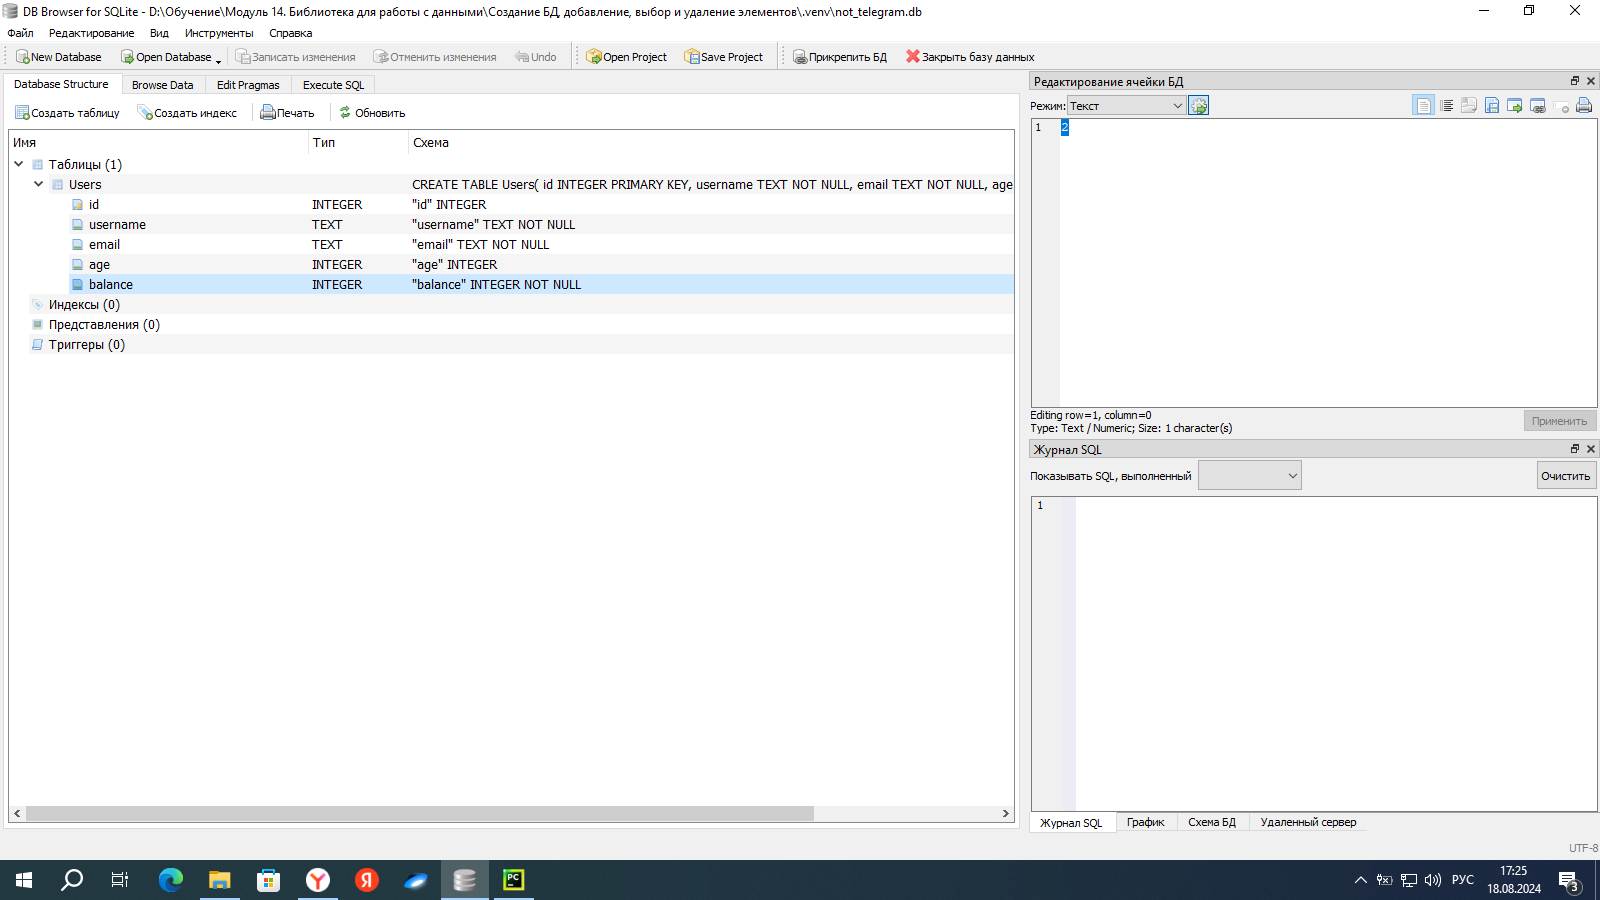 DB Browser for SQLite - D:\Обучение\Модуль 14. Библиотека для работы с данными\Создание БД, добавление, выбор и удаление элементов\.venv\not_telegram.db
Файл Редактирование Вид Инструменты Справка
New Database Open Database Записать изменения Отменить изменения Undo Open Project Save Project Прикрепить БД Закрыть базу данных
Database Structure Browse Data Edit Pragmas Execute SQL
Создать таблицу Создать индекс Печать Обновить
Имя Тип Схема
Таблицы (1)
Users CREATE TABLE Users( id INTEGER PRIMARY KEY, username TEXT NOT NULL, email TEXT NOT NULL, age
id INTEGER "id" INTEGER
username TEXT "username" TEXT NOT NULL
email TEXT "email" TEXT NOT NULL
age INTEGER "age" INTEGER
balance INTEGER "balance" INTEGER NOT NULL
Индексы (0)
Представления (0)
Триггеры (0)
Редактирование ячейки БД
Режим: Текст
1 2
Editing row=1, column=0
Type: Text / Numeric; Size: 1 character(s)
Применить
Журнал SQL
Показывать SQL, выполненный
Очистить
1
Журнал SQL График Схема БД Удаленный сервер
UTF-8
РУС
17:25
18.08.2024
3